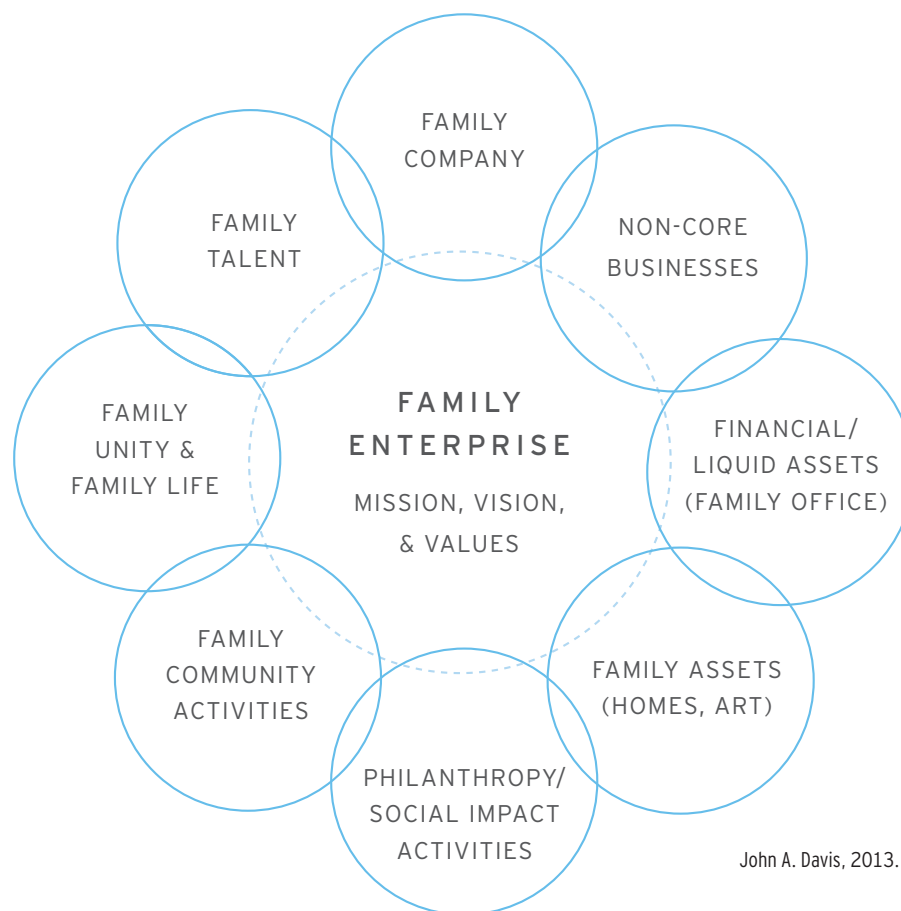 FAMILY
COMPANY
NON-CORE
BUSINESSES
FINANCIAL/
LIQUID ASSETS
(FAMILY OFFICE)
FAMILY ASSETS
(HOMES, ART)
PHILANTHROPY/
SOCIAL IMPACT
ACTIVITIES
FAMILY
COMMUNITY
ACTIVITIES
FAMILY
UNITY &
FAMILY LIFE
FAMILY
TALENT
FAMILY
ENTERPRISE
MISSION, VISION,
& VALUES
John A. Davis, 2013.